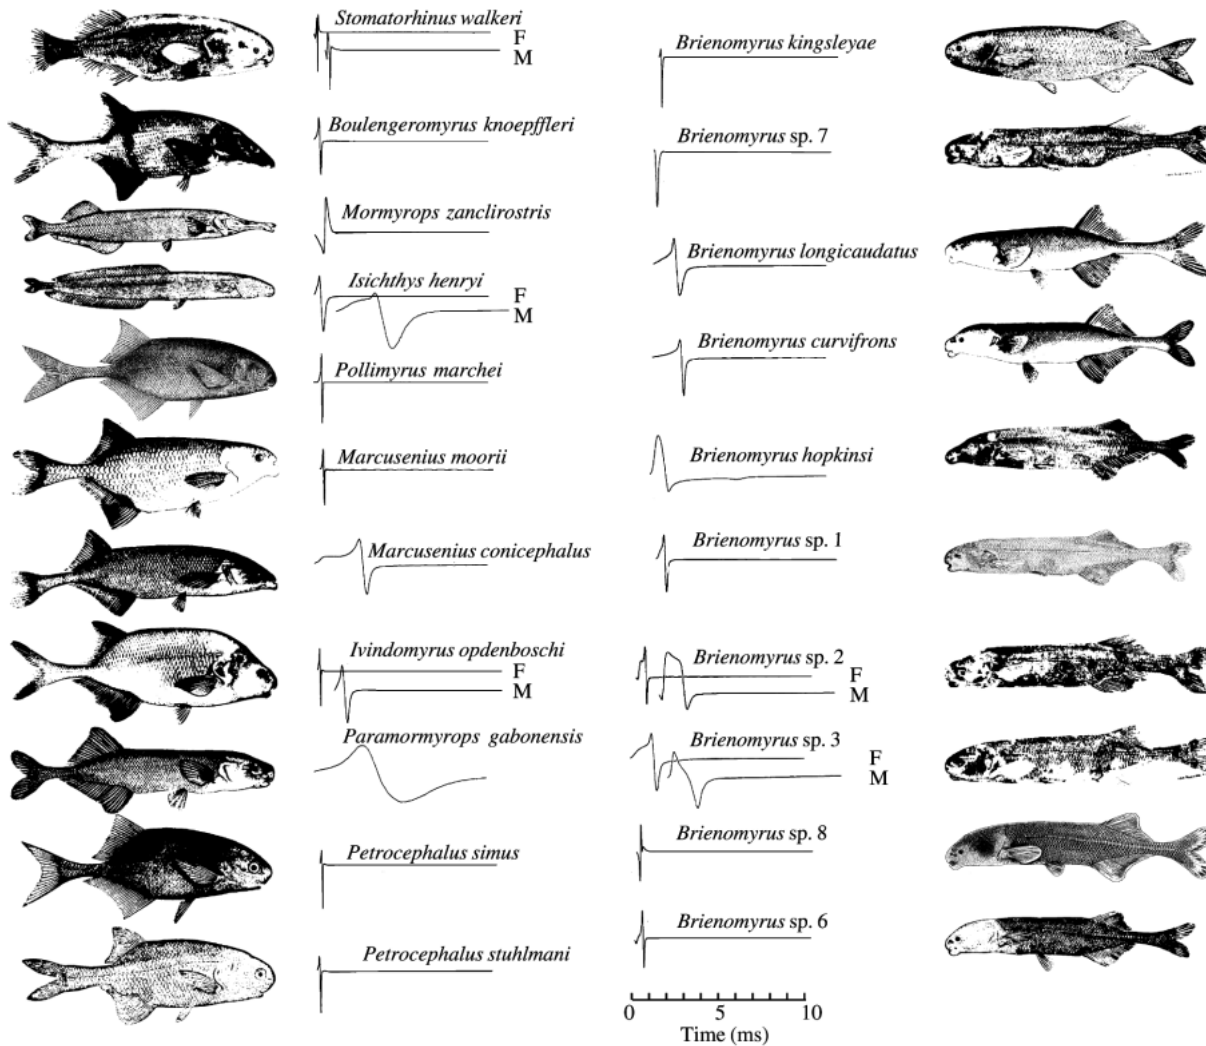 Stomatorhinus walkeri
F
M
Boulengeromyrus knoepffleri
Mormyrops zanclirostris
Isichthys henryi
F
M
Pollimyrus marchei
Marcusenius moorii
Marcusenius conicephalus
Ivindomyrus opdenboschi
F
M
Paramormyrops gabonensis
Petrocephalus simus
Petrocephalus stuhlmani
Brienomyrus kingsleyae
Brienomyrus sp. 7
Brienomyrus longicaudatus
Brienomyrus curvifrons
Brienomyrus hopkinsi
Brienomyrus sp. 1
Brienomyrus sp. 2
F
M
Brienomyrus sp. 3
F
M
Brienomyrus sp. 8
Brienomyrus sp. 6
0 5 10
Time (ms)